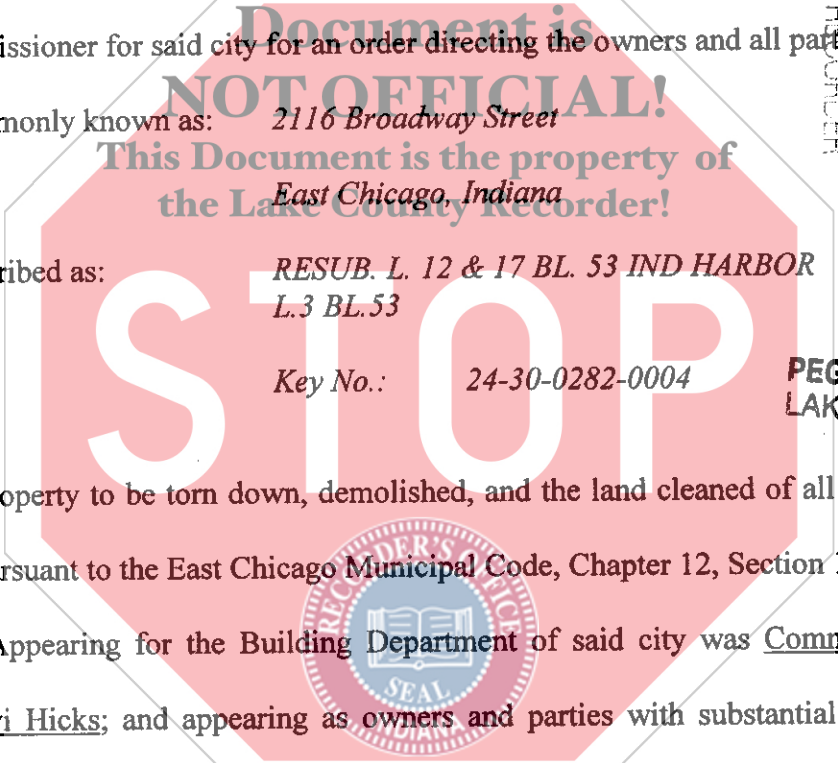 Document is
issioner for said city for an order directing the owners and all part
NOT OFFICIAL!
monly known as: 2116 Broadway Street
This Document is the property of
East Chicago, Indiana
the Lake County Recorder!
ribed as: RESUB. L. 12 & 17 BL. 53 IND HARBOR
L.3 BL.53
Key No.: 24-30-0282-0004
PEG
LAK
STOP
operty to be torn down, demolished, and the land cleaned of all
rsuant to the East Chicago Municipal Code, Chapter 12, Section
Appearing for the Building Department of said city was Comm
vi Hicks; and appearing as owners and parties with substantial
RECORDER'S OFFICE
SEAL
INDIANA